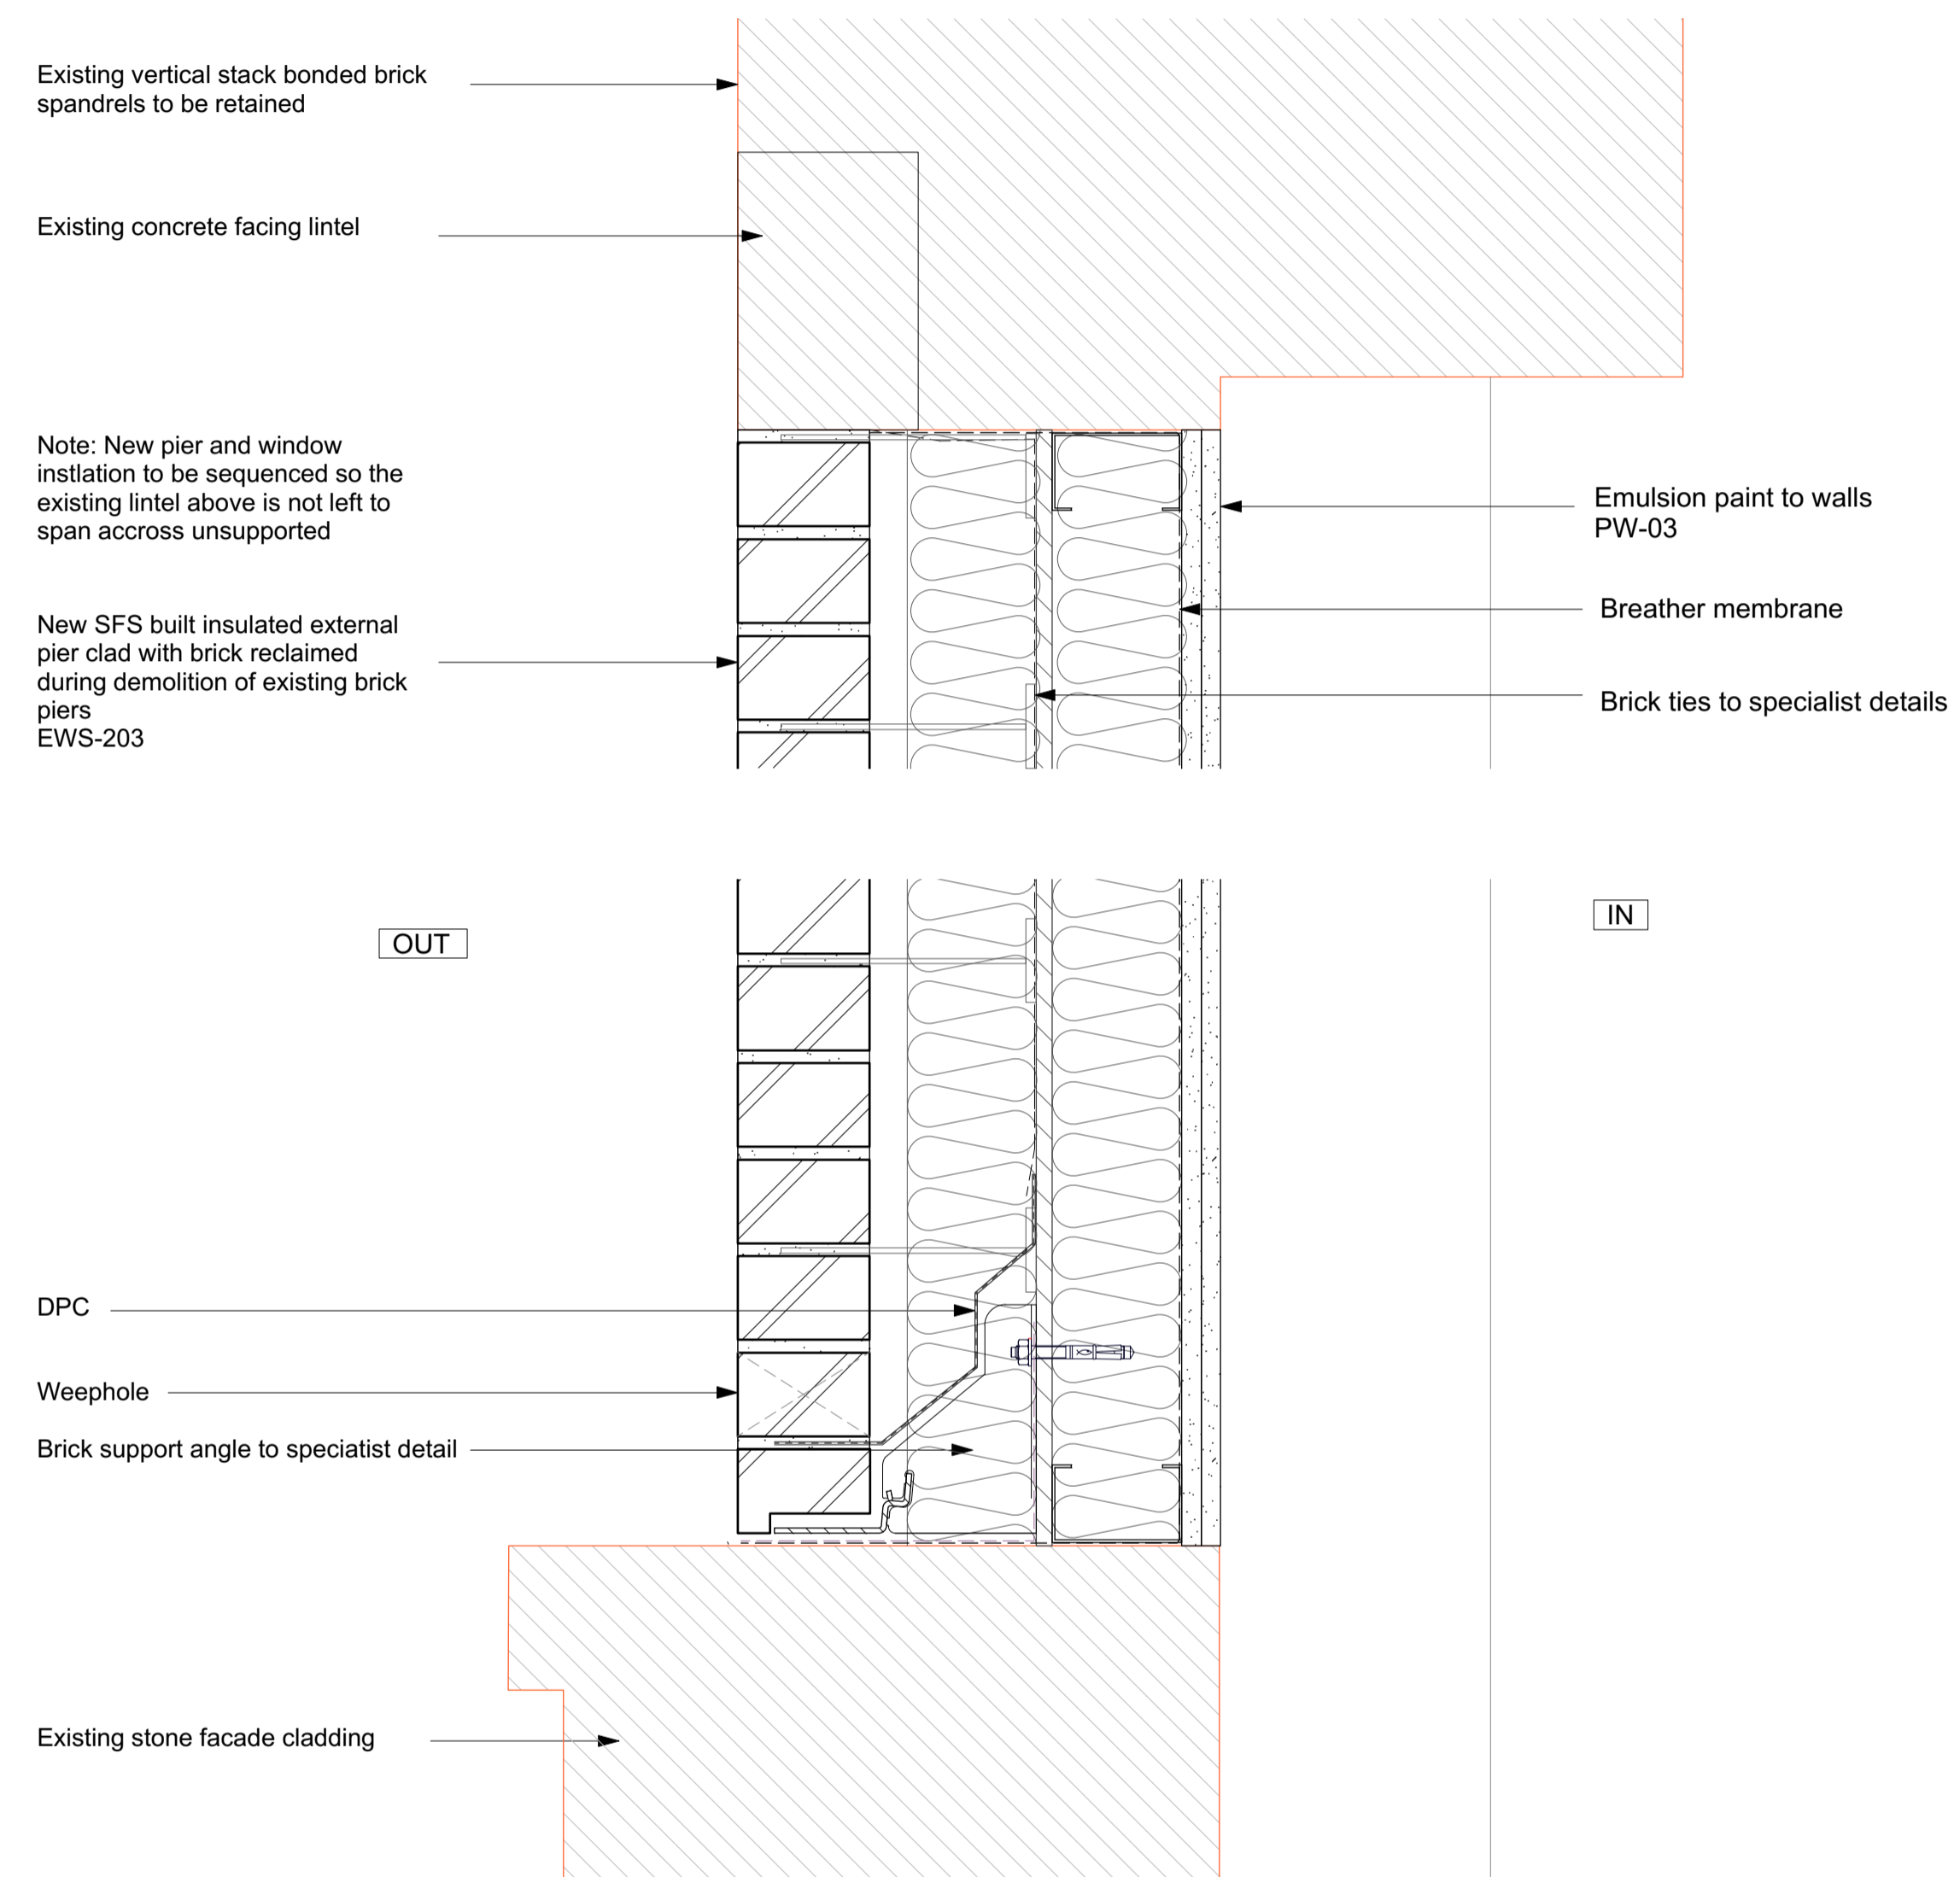 Existing vertical stack bonded brick
spandrels to be retained
Existing concrete facing lintel
Note: New pier and window
instlation to be sequenced so the
existing lintel above is not left to
span accross unsupported
Emulsion paint to walls
PW-03
New SFS built insulated external
pier clad with brick reclaimed
during demolition of existing brick
piers
EWS-203
Breather membrane
Brick ties to specialist details
OUT
IN
DPC
Weephole
Brick support angle to speciatist detail
Existing stone facade cladding